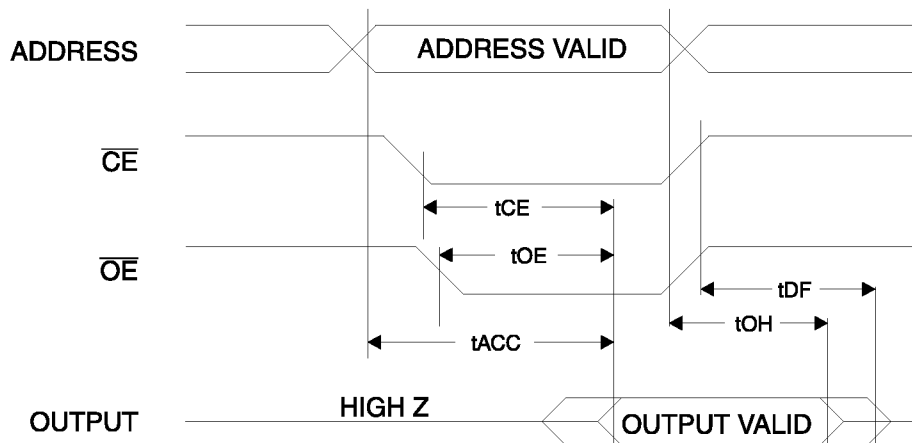 ADDRESS
ADDRESS VALID
CE
tCE
OE
tOE
tDF
tOH
tACC
OUTPUT
HIGH Z
OUTPUT VALID